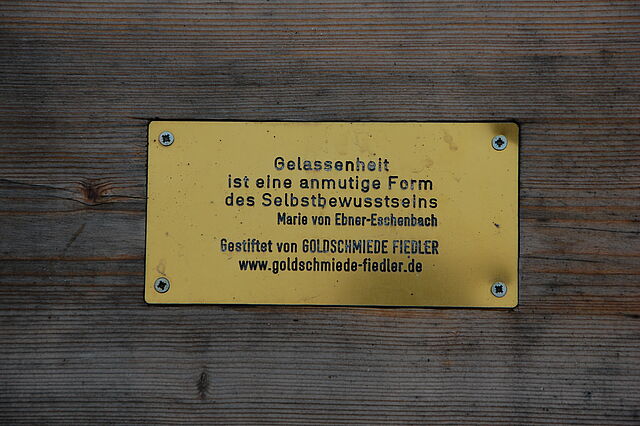 Gelassenheit
ist eine anmutige Form
des Selbstbewusstseins
Marie von Ebner-Eschenbach
Gestiftet von GOLDSCHMIEDE FIEDLER
www.goldschmiede-fiedler.de